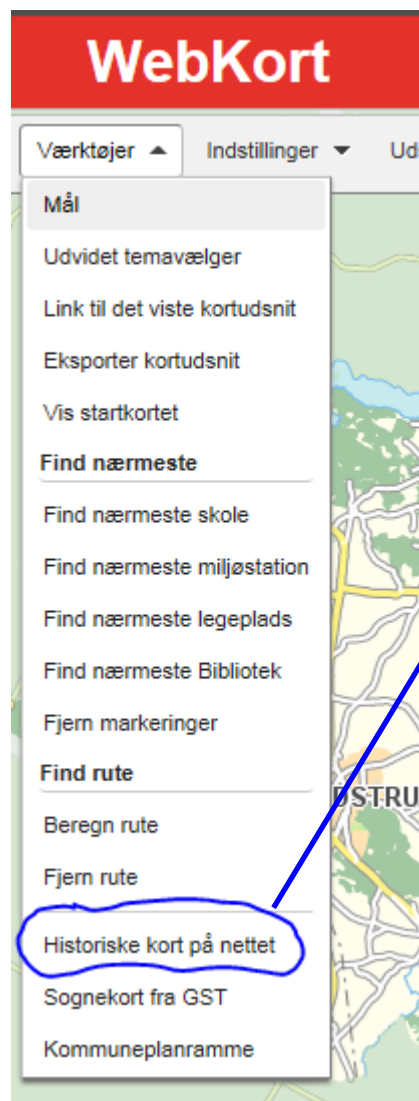 WebKort
Værktøjer Indstillinger Ud
Mål
Udvidet temavælger
Link til det viste kortudsnit
Eksporter kortudsnit
Vis startkortet
Find nærmeste
Find nærmeste skole
Find nærmeste miljøstation
Find nærmeste legeplads
Find nærmeste Bibliotek
Fjern markeringer
Find rute
ØSTRU
Beregn rute
Fjern rute
Historiske kort på nettet
Sognekort fra GST
Kommuneplanramme